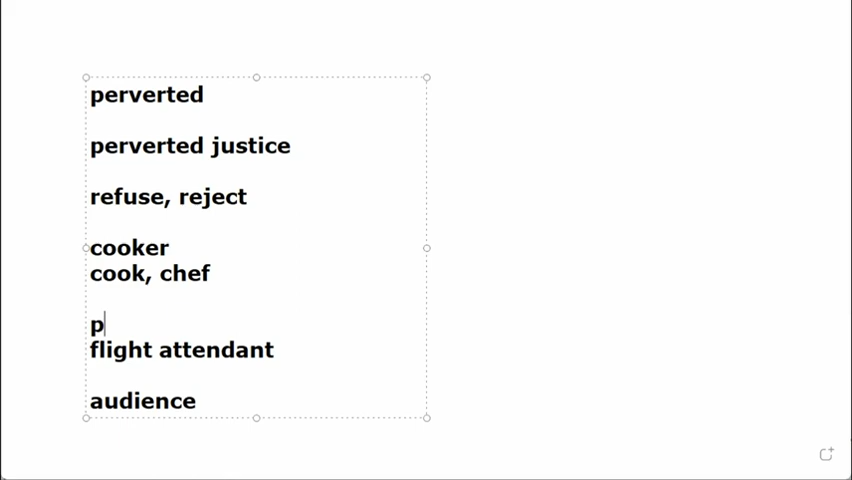 perverted
perverted justice
refuse, reject
cooker
cook, chef
p
flight attendant
audience